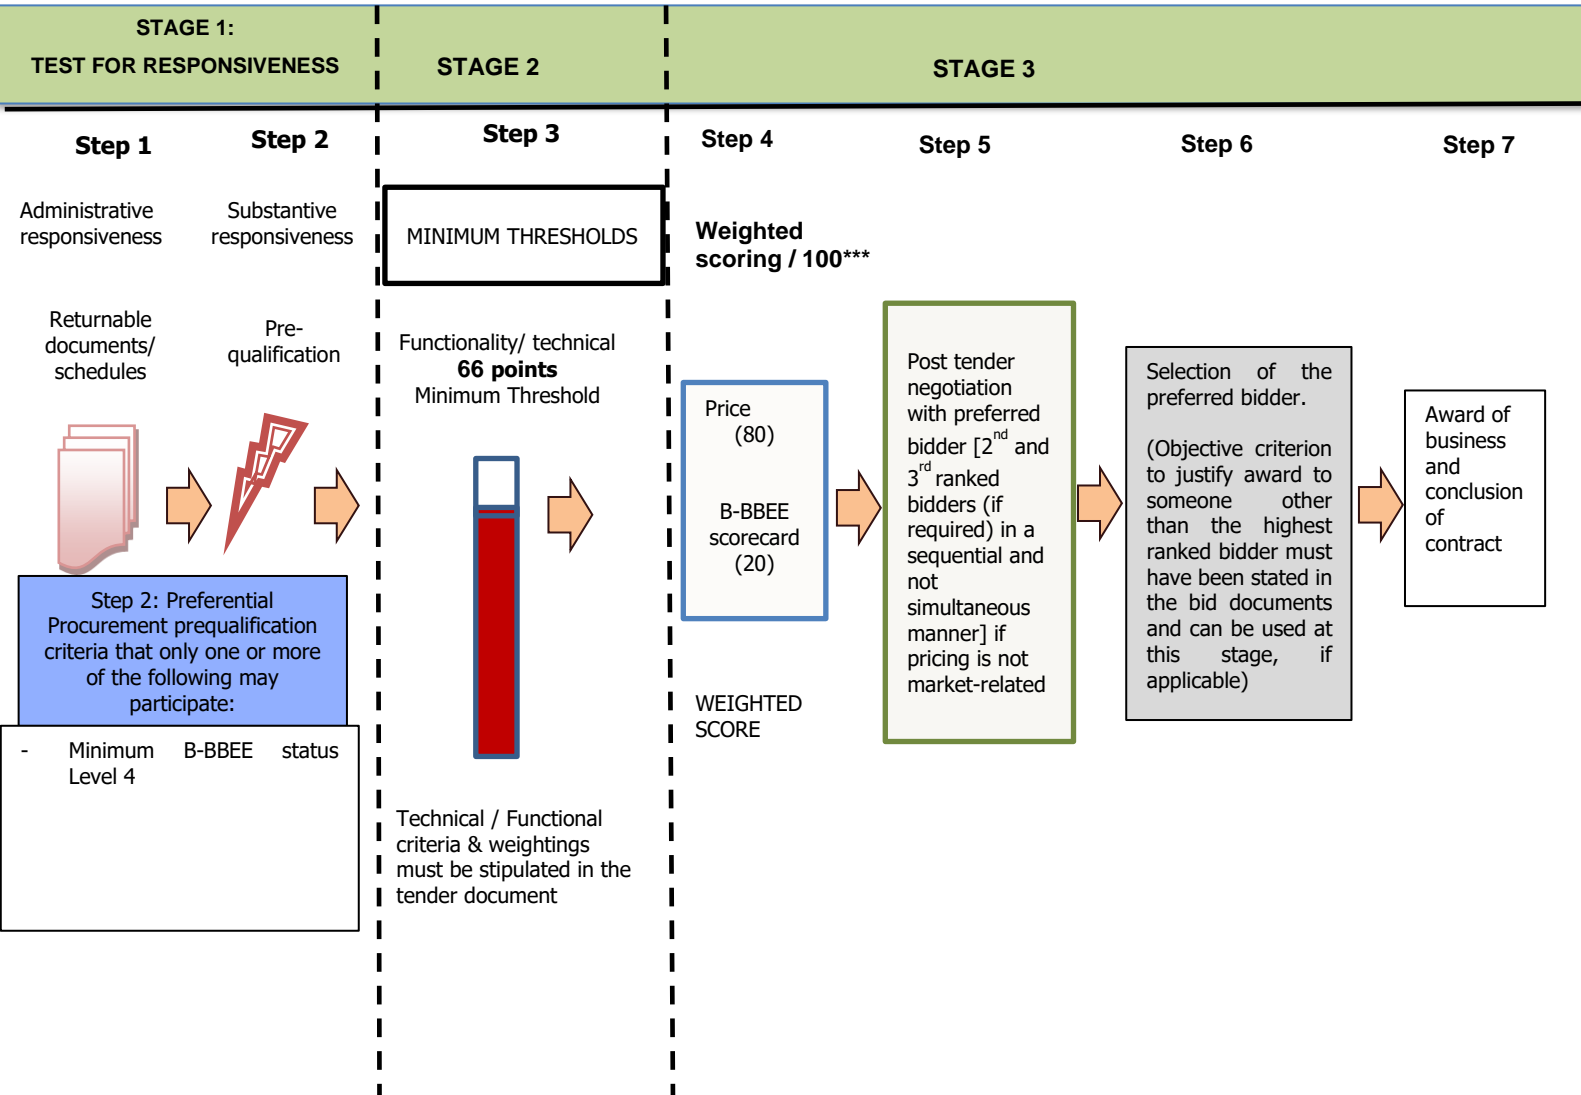 STAGE 1:
TEST FOR RESPONSIVENESS
STAGE 2
STAGE 3
Step 1
Step 2
Step 3
Step 4
Step 5
Step 6
Step 7
Administrative
responsiveness
Substantive
responsiveness
MINIMUM THRESHOLDS
Weighted
scoring / 100***
Returnable
documents/
schedules
Pre-
qualification
Functionality/ technical
66 points
Minimum Threshold
Price
(80)
B-BBEE
scorecard
(20)
WEIGHTED
SCORE
Post tender
negotiation
with preferred
bidder [2nd and
3rd ranked
bidders (if
required) in a
sequential and
not
simultaneous
manner] if
pricing is not
market-related
Selection of the
preferred bidder.
(Objective criterion
to justify award to
someone other
than the highest
ranked bidder must
have been stated in
the bid documents
and can be used at
this stage, if
applicable)
Award of
business
and
conclusion
of
contract
Step 2: Preferential
Procurement prequalification
criteria that only one or more
of the following may
participate:
- Minimum B-BBEE status
Level 4
Technical / Functional
criteria & weightings
must be stipulated in the
tender document